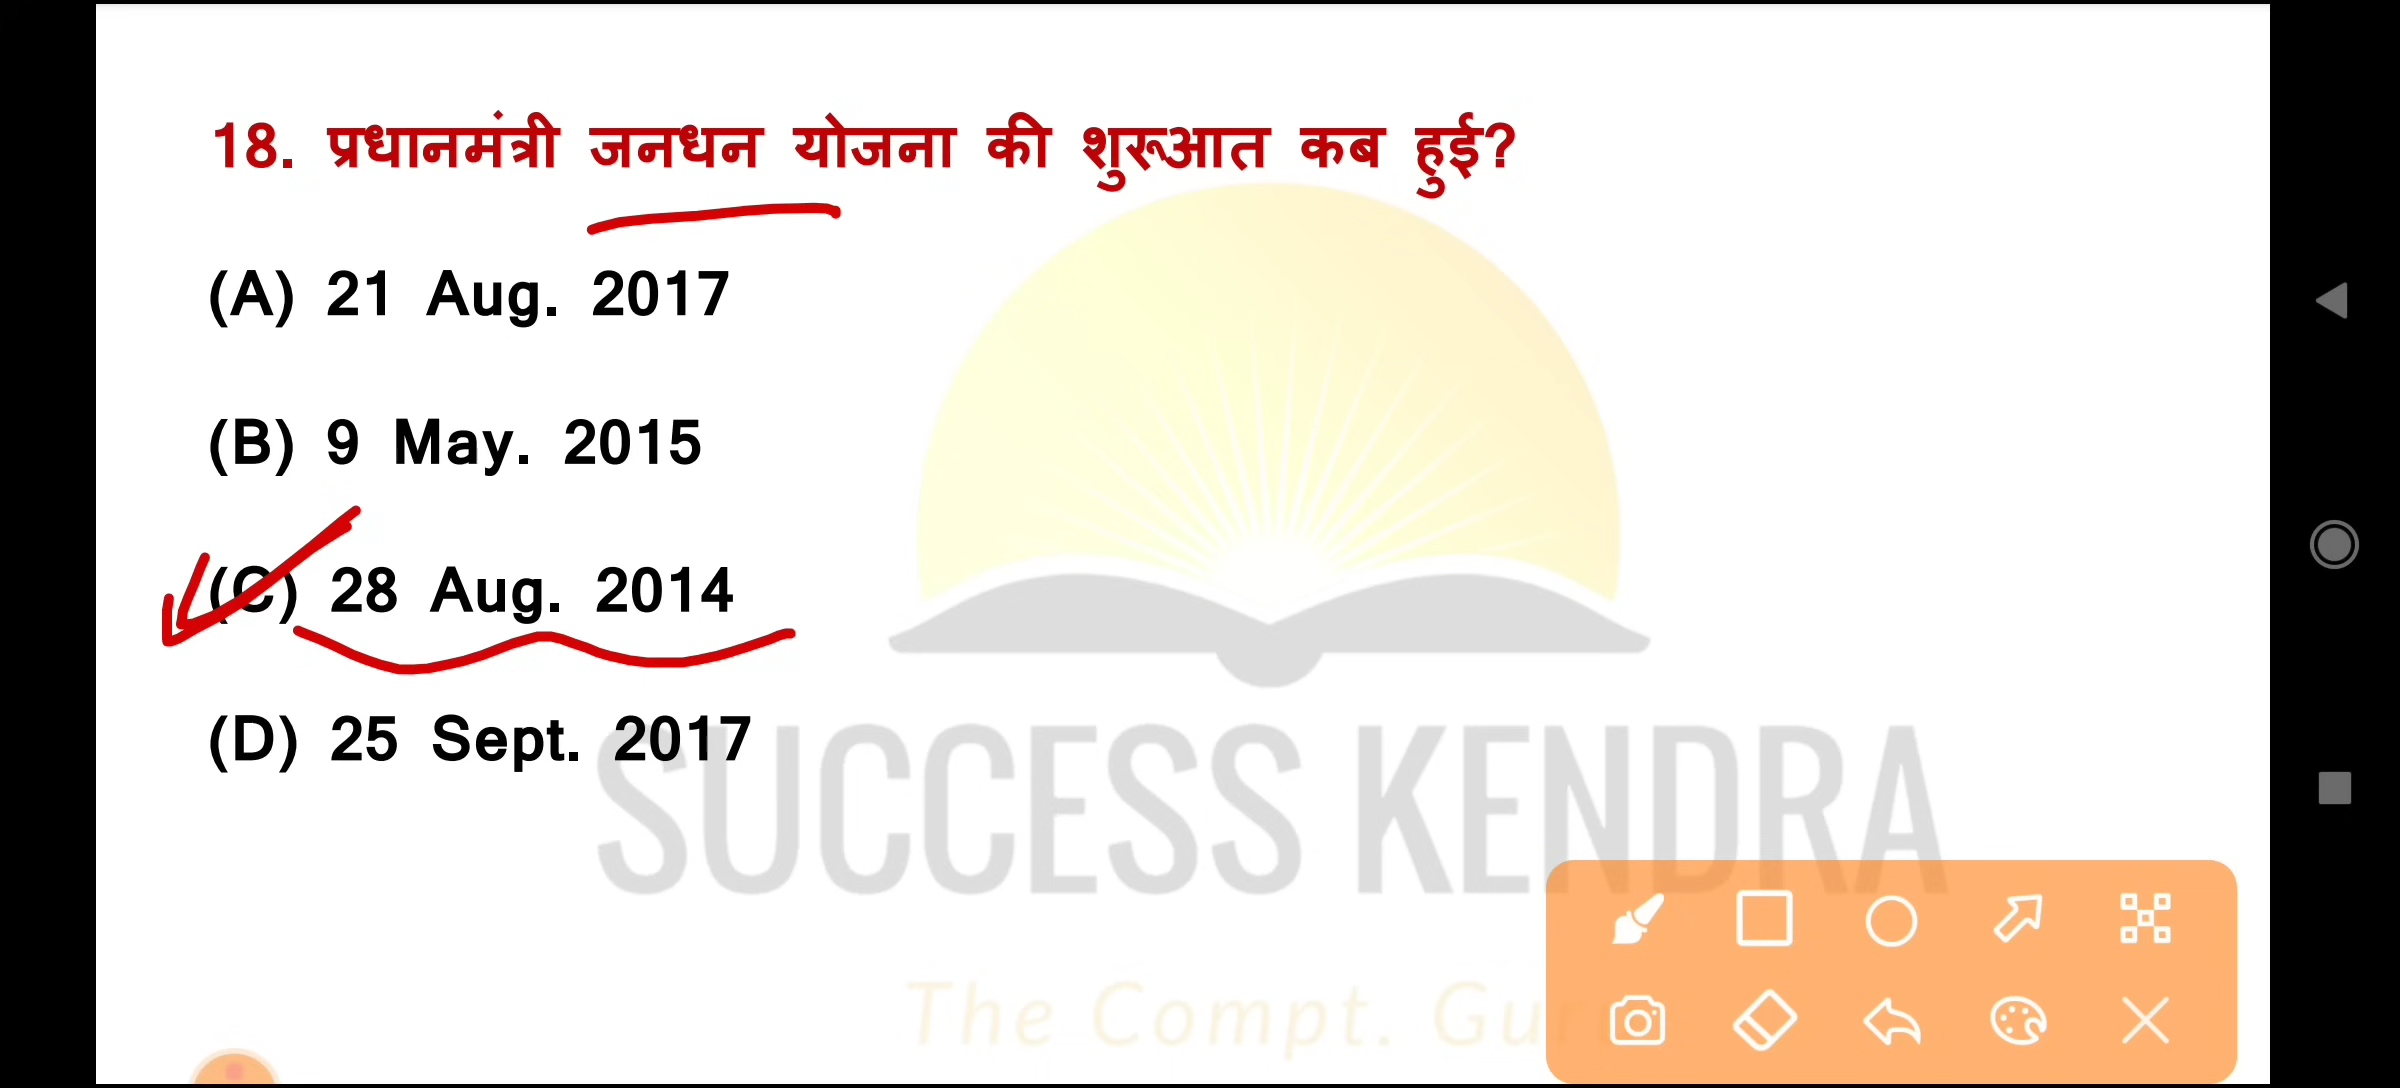 18. प्रधानमंत्री जनधन योजना की शुरूआत कब हुई?
(A) 21 Aug. 2017
(B) 9 May. 2015
(C) 28 Aug. 2014
(D) 25 Sept. 2017
SUCCESS KENDRA
The Compt.